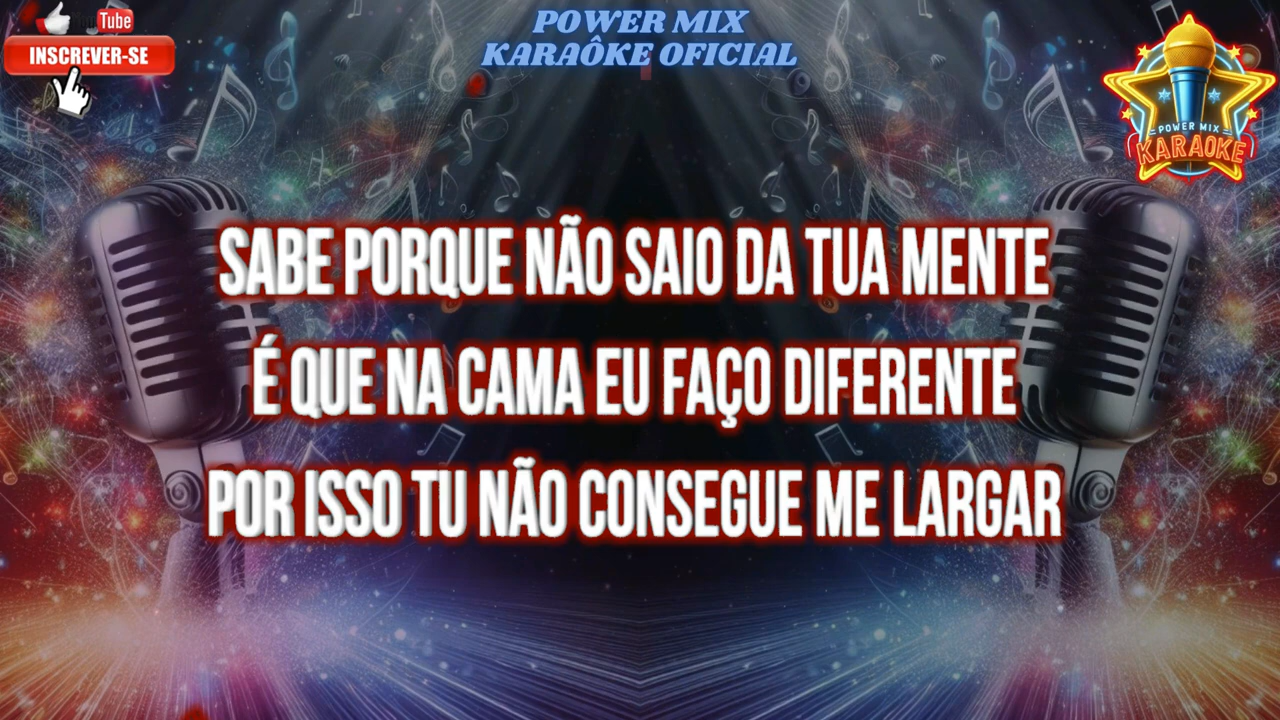 Tube
INSCREVER-SE
POWER MIX
KARAÔKE OFICIAL
POWER MIX
KARAOKE
SABE PORQUE NÃO SAIO DA TUA MENTE
É QUE NA CAMA EU FAÇO DIFERENTE
POR ISSO TU NÃO CONSEGUE ME LARGAR